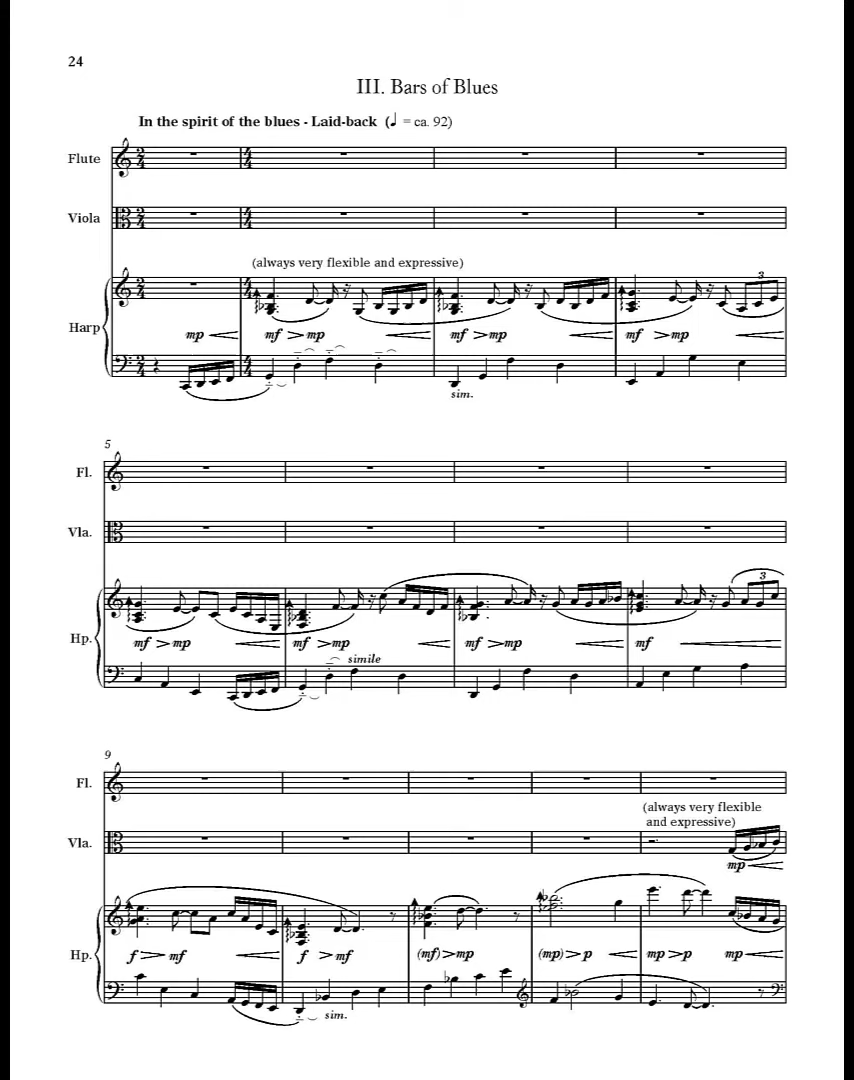 24
III. Bars of Blues
In the spirit of the blues - Laid-back (♩ = ca. 92)
Flute
Viola
(always very flexible and expressive)
3
Harp
mp mf > mp mf > mp mf > mp
sim.
5
Fl.
Vla.
3
Hp.
mf > mp mf > mp mf > mp mf
simile
9
Fl.
(always very flexible
and expressive)
Vla.
mp
Hp.
f > mf f > mf (mf) > mp (mp) > p mp > p mp
sim.